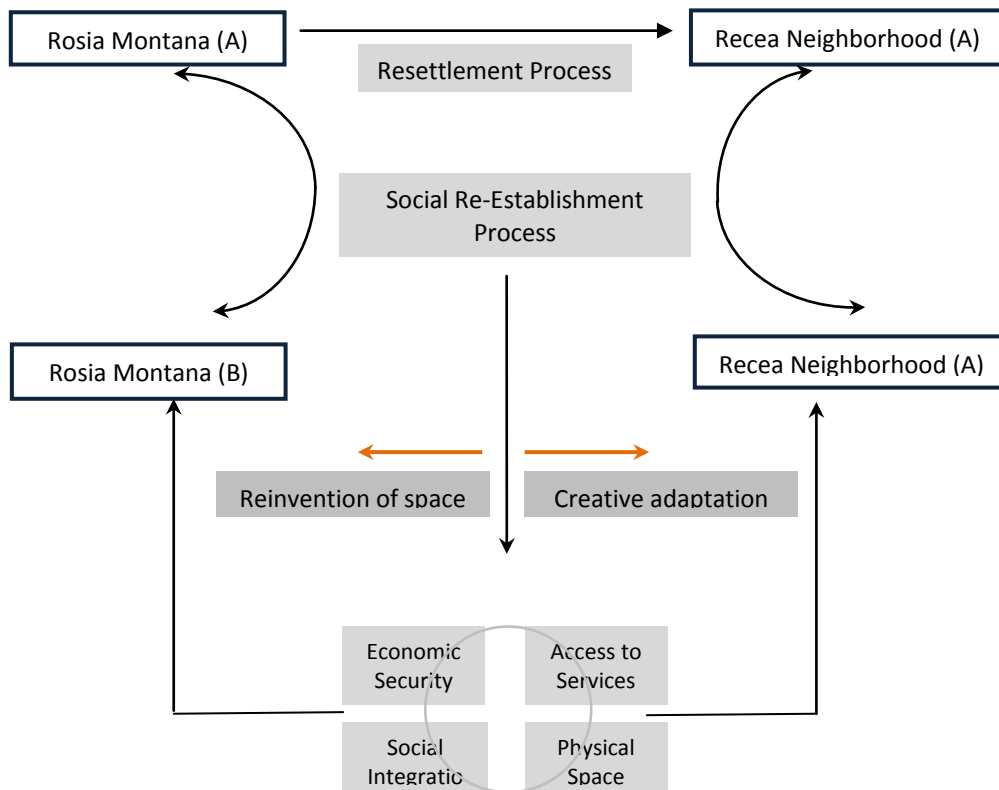 Rosia Montana (A)
Recea Neighborhood (A)
Resettlement Process
Social Re-Establishment
Process
Rosia Montana (B)
Recea Neighborhood (A)
Reinvention of space
Creative adaptation
Economic
Security
Access to
Services
Social
Integratio
Physical
Space